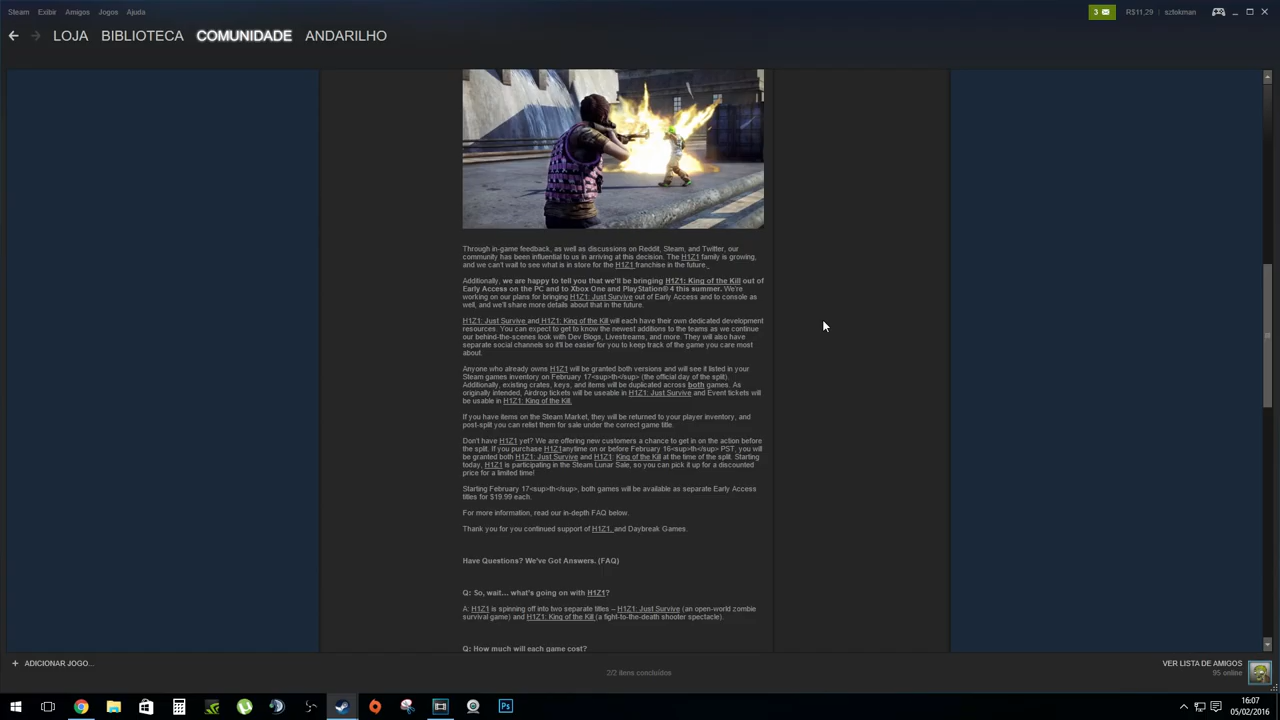 Steam Exibir Amigos Jogos Ajuda
3 R$11,29 sztokman
LOJA BIBLIOTECA COMUNIDADE ANDARILHO
Through in-game feedback, as well as discussions on Reddit, Steam, and Twitter, our
community has been influential to us in arriving at this decision. The H1Z1 family is growing,
and we can't wait to see what is in store for the H1Z1 franchise in the future.
Additionally, we are happy to tell you that we'll be bringing H1Z1: King of the Kill out of
Early Access on the PC and to Xbox One and PlayStation® 4 this summer. We're
working on our plans for bringing H1Z1: Just Survive out of Early Access and to console as
well, and we'll share more details about that in the future.
H1Z1: Just Survive and H1Z1: King of the Kill will each have their own dedicated development
resources. You can expect to get to know the newest additions to the teams as we continue
our behind-the-scenes look with Dev Blogs, Livestreams, and more. They will also have
separate social channels so it'll be easier for you to keep track of the game you care most
about.
Anyone who already owns H1Z1 will be granted both versions and will see it listed in your
Steam games inventory on February 17<sup>th</sup> (the official day of the split).
Additionally, existing crates, keys, and items will be duplicated across both games. As
originally intended, Airdrop tickets will be useable in H1Z1: Just Survive and Event tickets will
be usable in H1Z1: King of the Kill.
If you have items on the Steam Market, they will be returned to your player inventory, and
post-split you can relist them for sale under the correct game title.
Don't have H1Z1 yet? We are offering new customers a chance to get in on the action before
the split. If you purchase H1Z1anytime on or before February 16<sup>th</sup> PST, you will
be granted both H1Z1: Just Survive and H1Z1: King of the Kill at the time of the split. Starting
today, H1Z1 is participating in the Steam Lunar Sale, so you can pick it up for a discounted
price for a limited time!
Starting February 17<sup>th</sup>, both games will be available as separate Early Access
titles for $19.99 each.
For more information, read our in-depth FAQ below.
Thank you for you continued support of H1Z1, and Daybreak Games.
Have Questions? We've Got Answers. (FAQ)
Q: So, wait... what's going on with H1Z1?
A: H1Z1 is spinning off into two separate titles – H1Z1: Just Survive (an open-world zombie
survival game) and H1Z1: King of the Kill (a fight-to-the-death shooter spectacle).
Q: How much will each game cost?
+ ADICIONAR JOGO...
2/2 itens concluídos
VER LISTA DE AMIGOS
95 online
16:07
05/02/2016